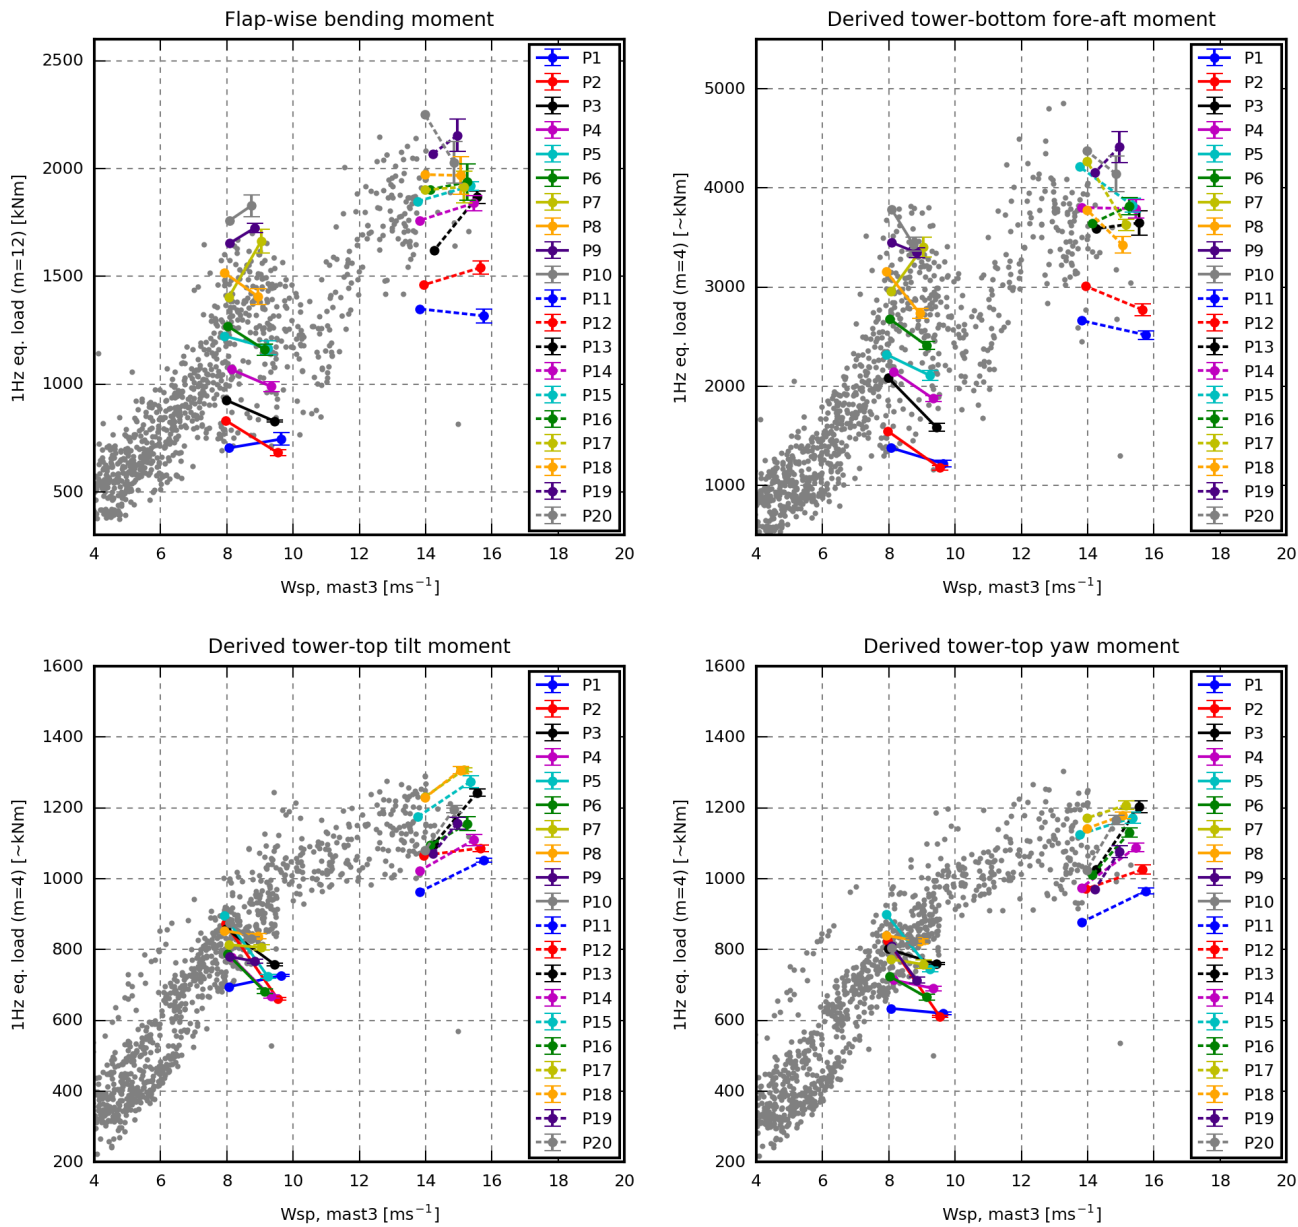 Flap-wise bending moment
1Hz eq. load (m=12) [kNm]
2500
2000
1500
1000
500
4 6 8 10 12 14 16 18 20
Wsp, mast3 [ms⁻¹]
P1
P2
P3
P4
P5
P6
P7
P8
P9
P10
P11
P12
P13
P14
P15
P16
P17
P18
P19
P20
Derived tower-bottom fore-aft moment
1Hz eq. load (m=4) [~kNm]
5000
4000
3000
2000
1000
4 6 8 10 12 14 16 18 20
Wsp, mast3 [ms⁻¹]
P1
P2
P3
P4
P5
P6
P7
P8
P9
P10
P11
P12
P13
P14
P15
P16
P17
P18
P19
P20
Derived tower-top tilt moment
1Hz eq. load (m=4) [~kNm]
1600
1400
1200
1000
800
600
400
200
4 6 8 10 12 14 16 18 20
Wsp, mast3 [ms⁻¹]
P1
P2
P3
P4
P5
P6
P7
P8
P9
P10
P11
P12
P13
P14
P15
P16
P17
P18
P19
P20
Derived tower-top yaw moment
1Hz eq. load (m=4) [~kNm]
1600
1400
1200
1000
800
600
400
200
4 6 8 10 12 14 16 18 20
Wsp, mast3 [ms⁻¹]
P1
P2
P3
P4
P5
P6
P7
P8
P9
P10
P11
P12
P13
P14
P15
P16
P17
P18
P19
P20